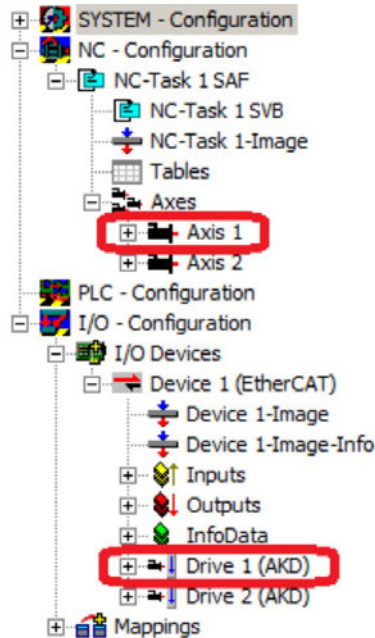 SYSTEM - Configuration
NC - Configuration
NC-Task 1 SAF
NC-Task 1 SVB
NC-Task 1-Image
Tables
Axes
Axis 1
Axis 2
PLC - Configuration
I/O - Configuration
I/O Devices
Device 1 (EtherCAT)
Device 1-Image
Device 1-Image-Info
Inputs
Outputs
InfoData
Drive 1 (AKD)
Drive 2 (AKD)
Mappings